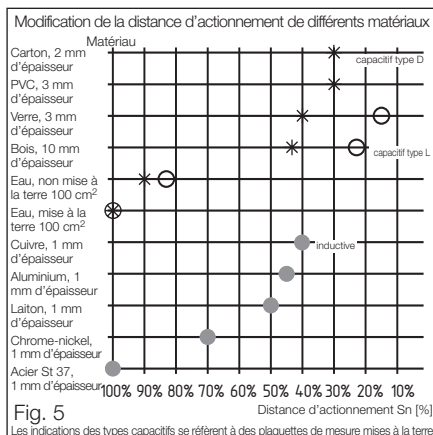 Modification de la distance d'actionnement de différents matériaux
Matériau
Carton, 2 mm
d'épaisseur
capacitif type D
PVC, 3 mm
d'épaisseur
Verre, 3 mm
d'épaisseur
Bois, 10 mm
d'épaisseur
capacitif type L
Eau, non mise à
la terre 100 cm²
Eau, mise à la
terre 100 cm²
Cuivre, 1 mm
d'épaisseur
inductive
Aluminium, 1
mm d'épaisseur
Laiton, 1 mm
d'épaisseur
Chrome-nickel,
1 mm d'épaisseur
Acier St 37,
1 mm d'épaisseur
100% 90% 80% 70% 60% 50% 40% 30% 20% 10%
Fig. 5
Distance d'actionnement Sn [%]
Les indications des types capacitifs se réfèrent à des plaquettes de mesure mises à la terre